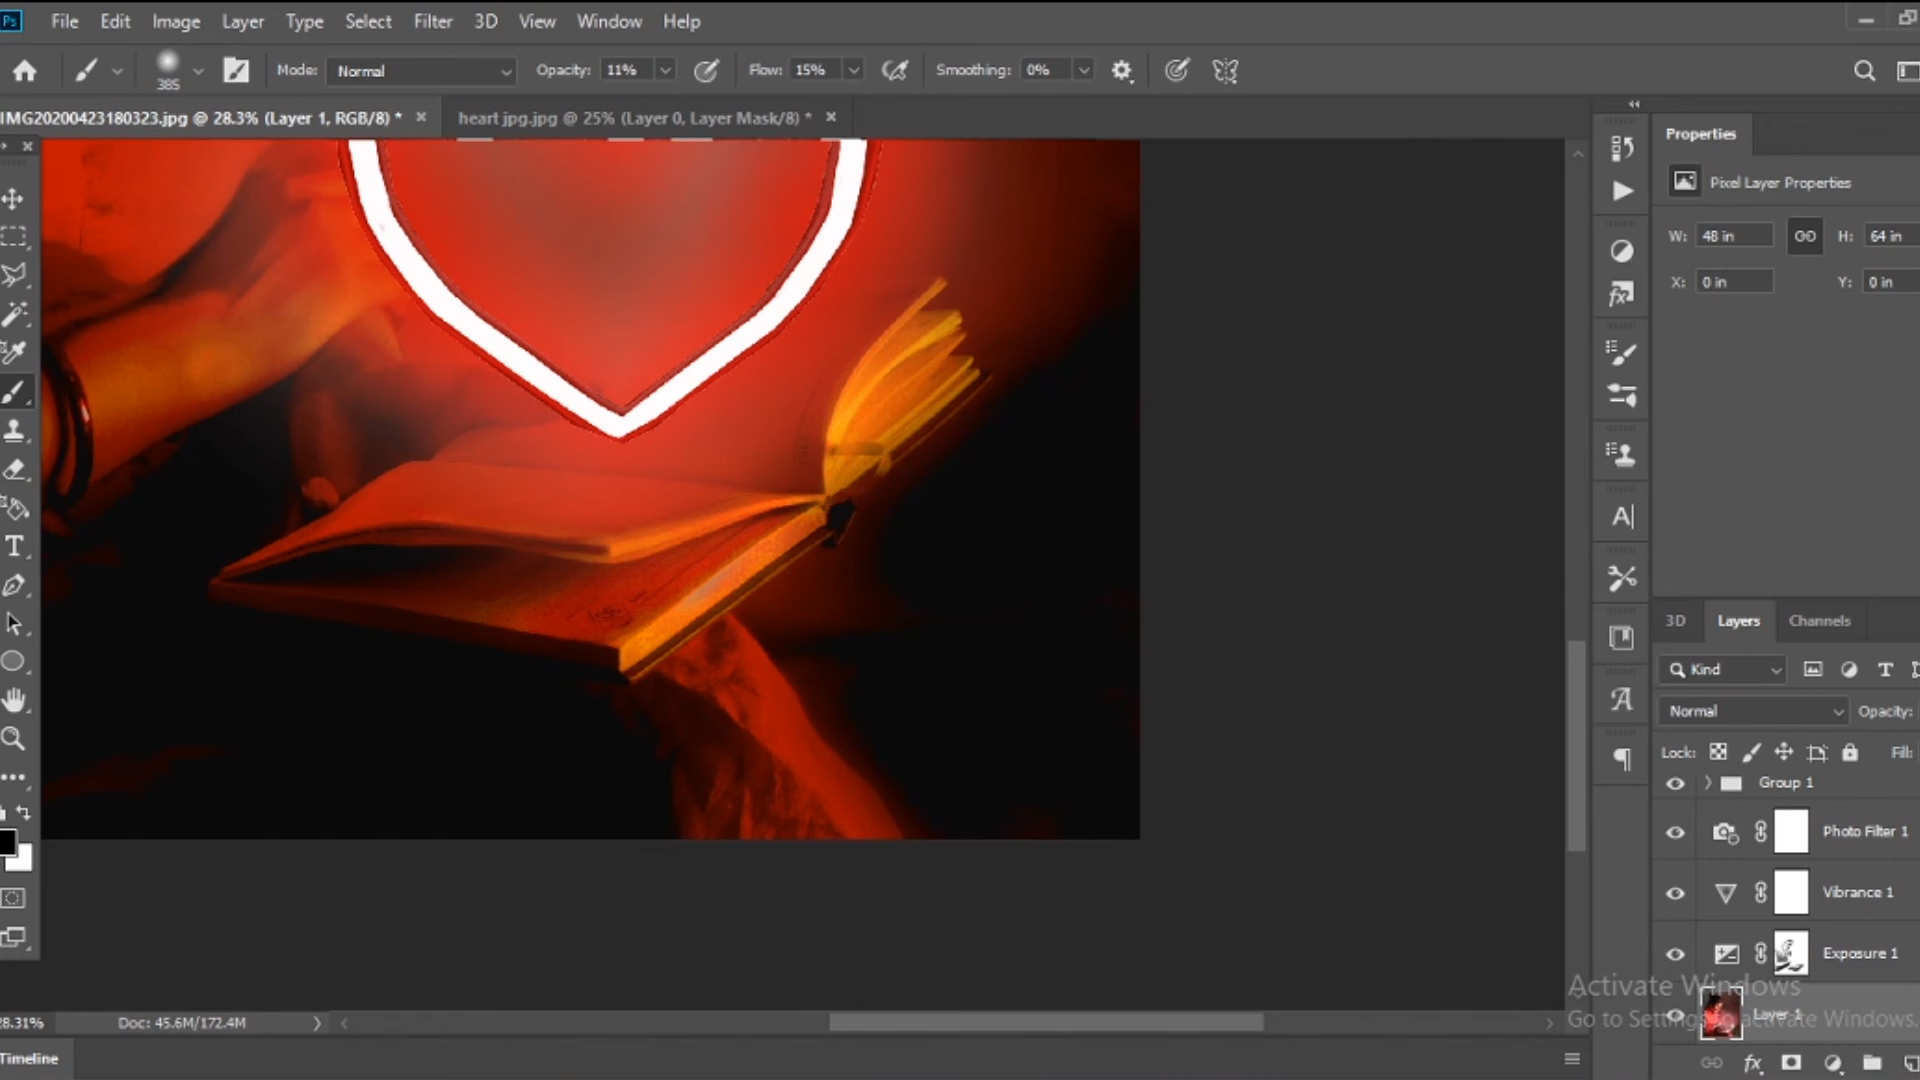 Ps File Edit Image Layer Type Select Filter 3D View Window Help
385 Mode: Normal Opacity: 11% Flow: 15% Smoothing: 0%
IMG20200423180323.jpg @ 28.3% (Layer 1, RGB/8) * heart jpg.jpg @ 25% (Layer 0, Layer Mask/8) *
Properties
Pixel Layer Properties
W: 48 in H: 64 in
X: 0 in Y: 0 in
3D Layers Channels
Kind
Normal Opacity:
Lock: Fill:
Group 1
Photo Filter 1
Vibrance 1
Exposure 1
Layer 1
Activate Windows
Go to Settings to activate Windows.
28.31% Doc: 45.6M/172.4M
Timeline